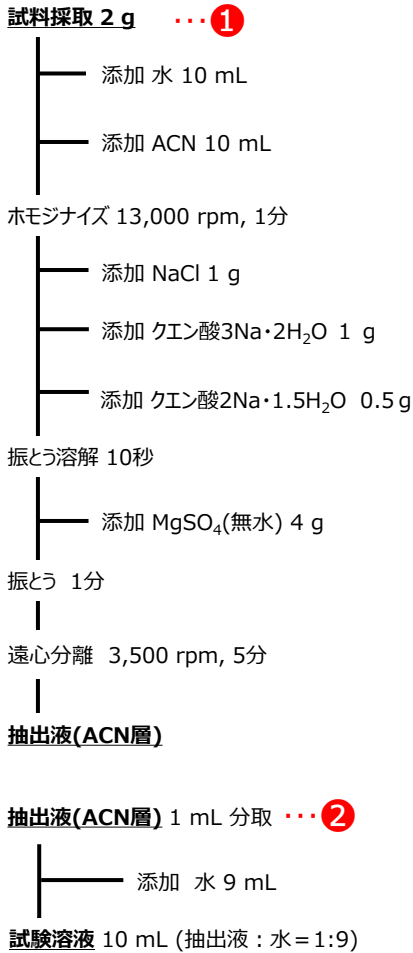 試料採取 2 g ･･･❶
添加 水 10 mL
添加 ACN 10 mL
ホモジナイズ 13,000 rpm, 1分
添加 NaCl 1 g
添加 クエン酸3Na・2H₂O 1 g
添加 クエン酸2Na・1.5H₂O 0.5 g
振とう溶解 10秒
添加 MgSO₄(無水) 4 g
振とう 1分
遠心分離 3,500 rpm, 5分
抽出液(ACN層)
抽出液(ACN層) 1 mL 分取 ･･･❷
添加 水 9 mL
試験溶液 10 mL (抽出液：水＝1:9)